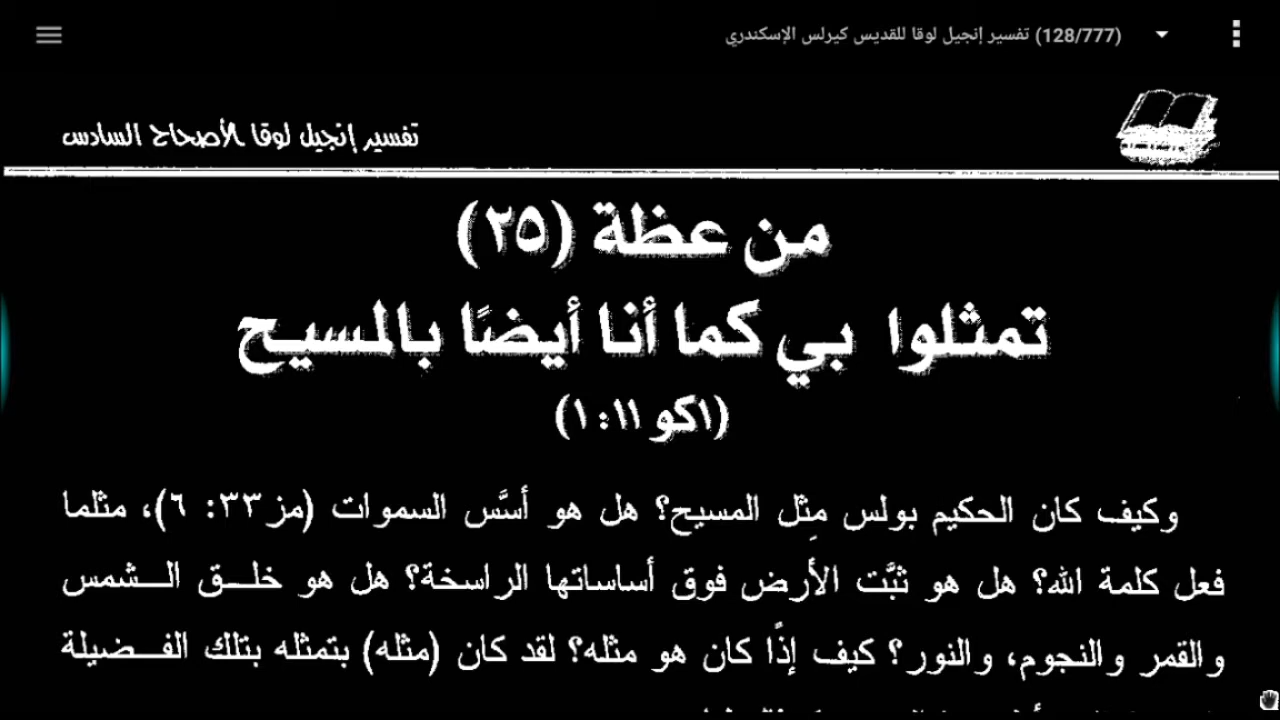 (128/777) تفسير إنجيل لوقا للقديس كيرلس الإسكندري
تفسير إنجيل لوقا الأصحاح السادس
من عظة (٢٥)
تمثلوا بي كما أنا أيضًا بالمسيح
(١كو ١١: ١)
وكيف كان الحكيم بولس مِثل المسيح؟ هل هو أسَّس السموات (مز٣٣: ٦)، مثلما
فعل كلمة الله؟ هل هو ثبَّت الأرض فوق أساساتها الراسخة؟ هل هو خلق الشمس
والقمر والنجوم، والنور؟ كيف إذًا كان هو مثله؟ لقد كان (مثله) بتمثله بتلك الفضيلة